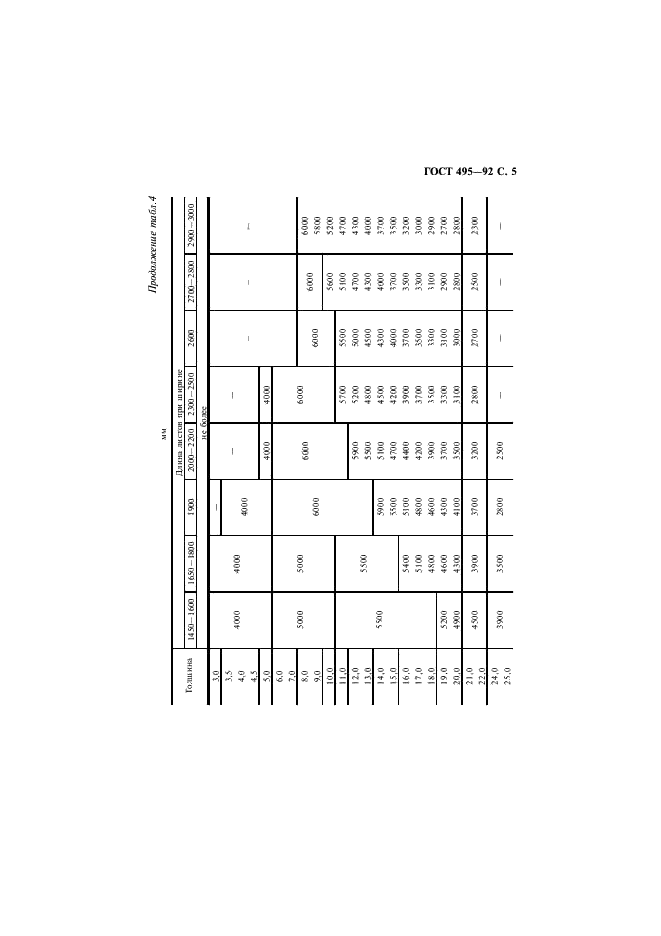 ГОСТ 495—92 С. 5
Продолжение табл. 4
мм
Толщина Длина листов при ширине
1450—1600 1650—1800 1900 2000—2200 2300—2500 2600 2700—2800 2900—3000
не более
3,0 —
3,5 — —
4,0 4000 4000 4000 — — —
4,5
5,0 4000 4000
6,0
7,0
8,0 5000 5000 6000 6000 6000 6000
9,0 6000 6000 5800
10,0 5600 5200
11,0 5700 5500 5100 4700
12,0 5900 5200 5000 4700 4300
13,0 5500 5500 4800 4500 4300 4000
14,0 5500 5900 5100 4500 4300 4000 3700
15,0 5500 4700 4200 4000 3700 3500
16,0 5400 5100 4400 3900 3700 3500 3200
17,0 5100 4800 4200 3700 3500 3300 3000
18,0 4800 4600 3900 3500 3300 3100 2900
19,0 5200 4600 4300 3700 3300 3100 2900 2700
20,0 4900 4300 4100 3500 3100 3000 2800 2800
21,0 4500 3900 3700 3200 2800 2700 2500 2300
22,0
24,0 3900 3500 2800 2500 — — — —
25,0